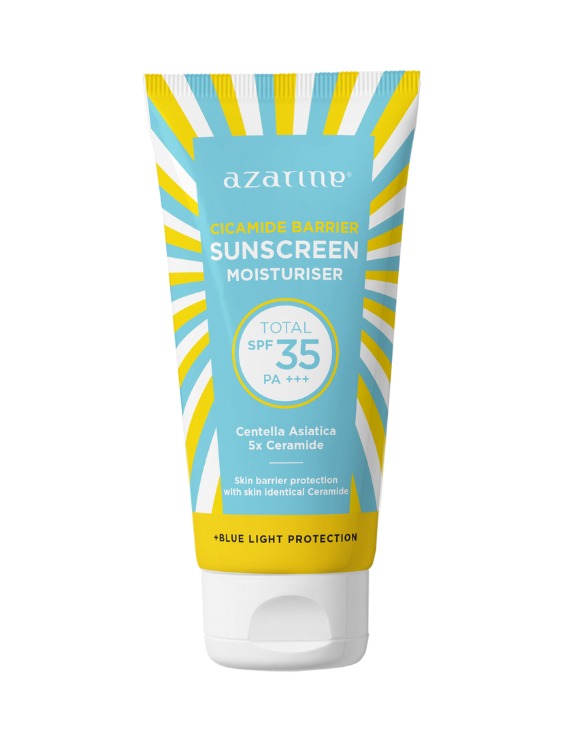 azarine®
CICAMIDE BARRIER
SUNSCREEN
MOISTURISER
TOTAL
SPF 35
PA +++
Centella Asiatica
5x Ceramide
Skin barrier protection
with skin identical Ceramide
+BLUE LIGHT PROTECTION